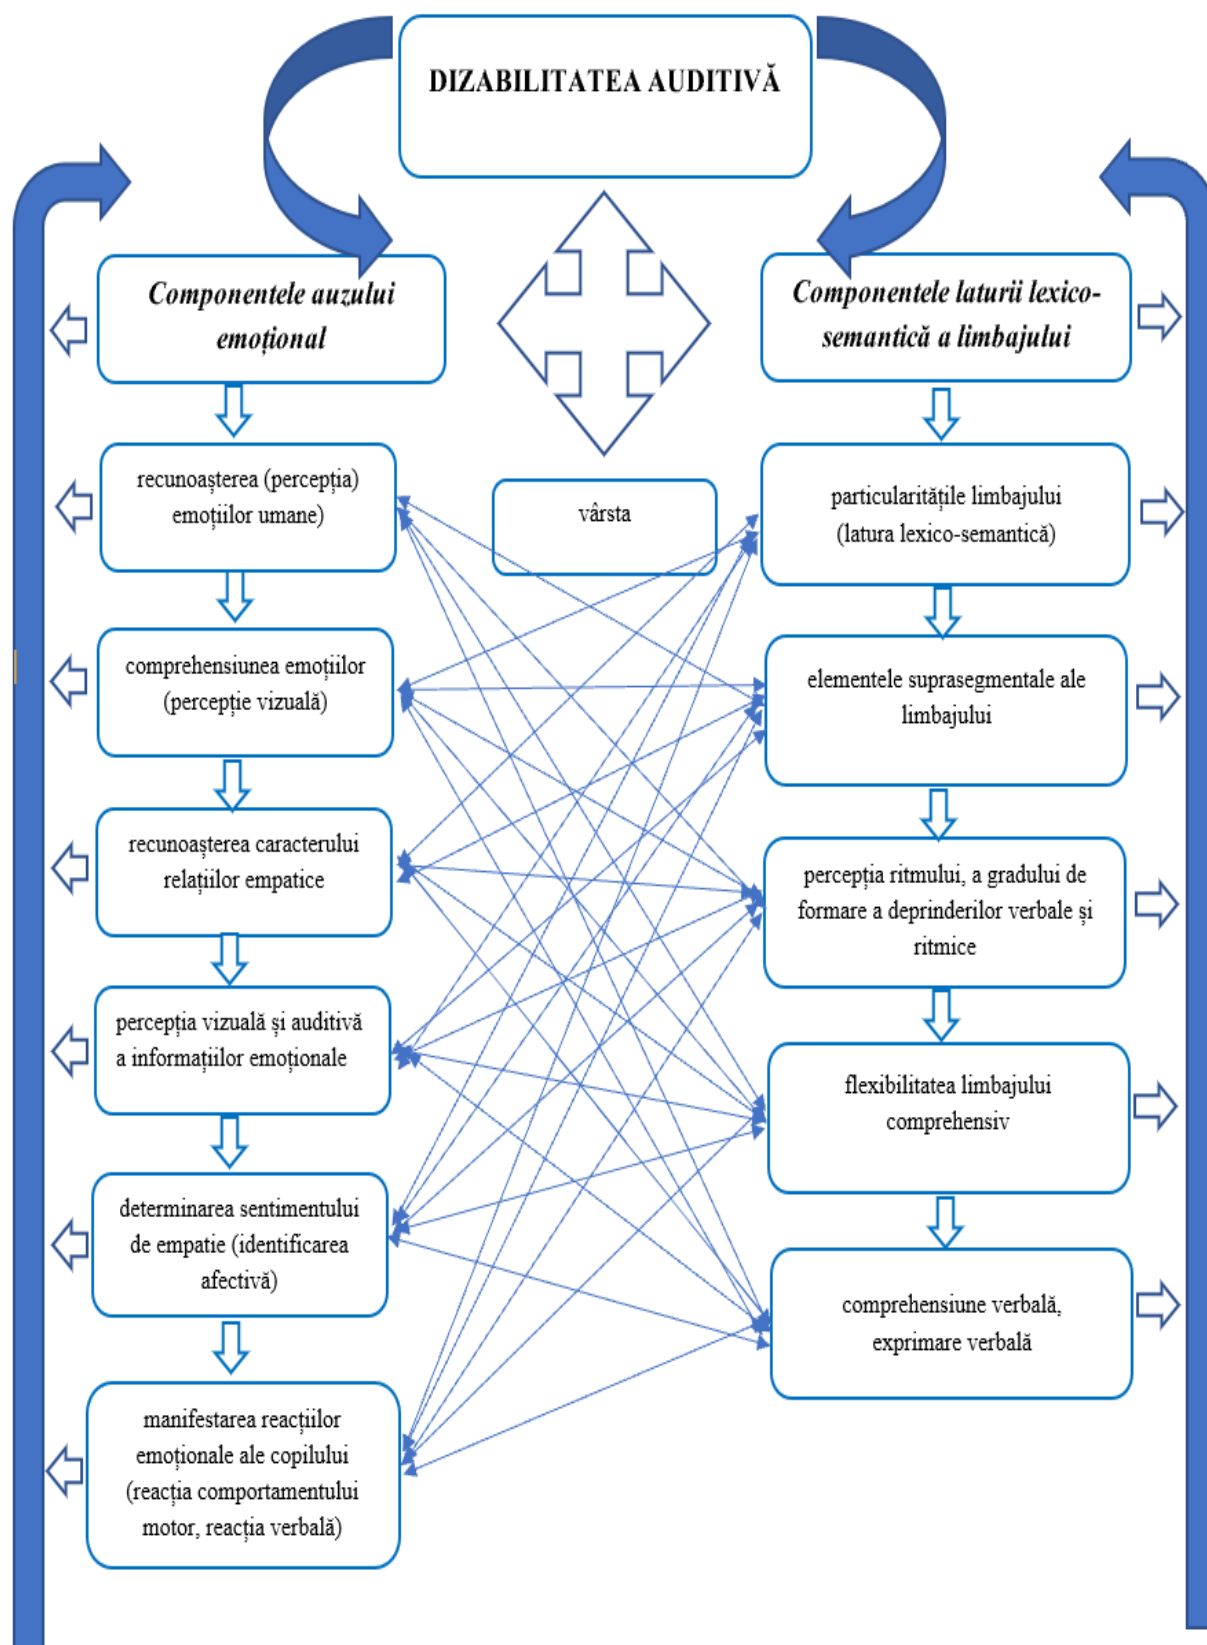 DIZABILITATEA AUDITIVĂ
Componentele auzului
emoțional
Componentele laturii lexico-
semantică a limbajului
recunoașterea (percepția)
emoțiilor umane)
vârsta
particularitățile limbajului
(latura lexico-semantică)
comprehensiunea emoțiilor
(percepție vizuală)
elementele suprasegmentale ale
limbajului
recunoașterea caracterului
relațiilor empatice
percepția ritmului, a gradului de
formare a deprinderilor verbale și
ritmice
percepția vizuală și auditivă
a informațiilor emoționale
flexibilitatea limbajului
comprehensiv
determinarea sentimentului
de empatie (identificarea
afectivă)
comprehensiune verbală,
exprimare verbală
manifestarea reacțiilor
emoționale ale copilului
(reacția comportamentului
motor, reacția verbală)